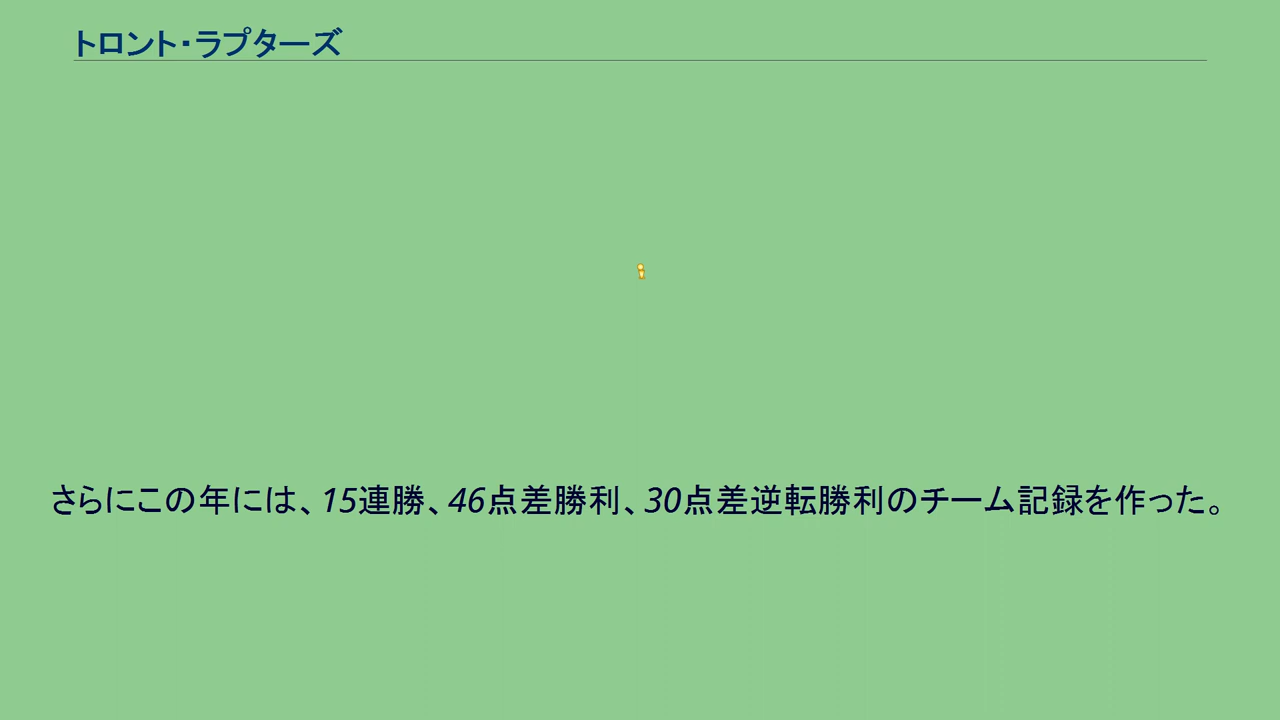 トロント・ラプターズ
さらにこの年には、15連勝、46点差勝利、30点差逆転勝利のチーム記録を作った。